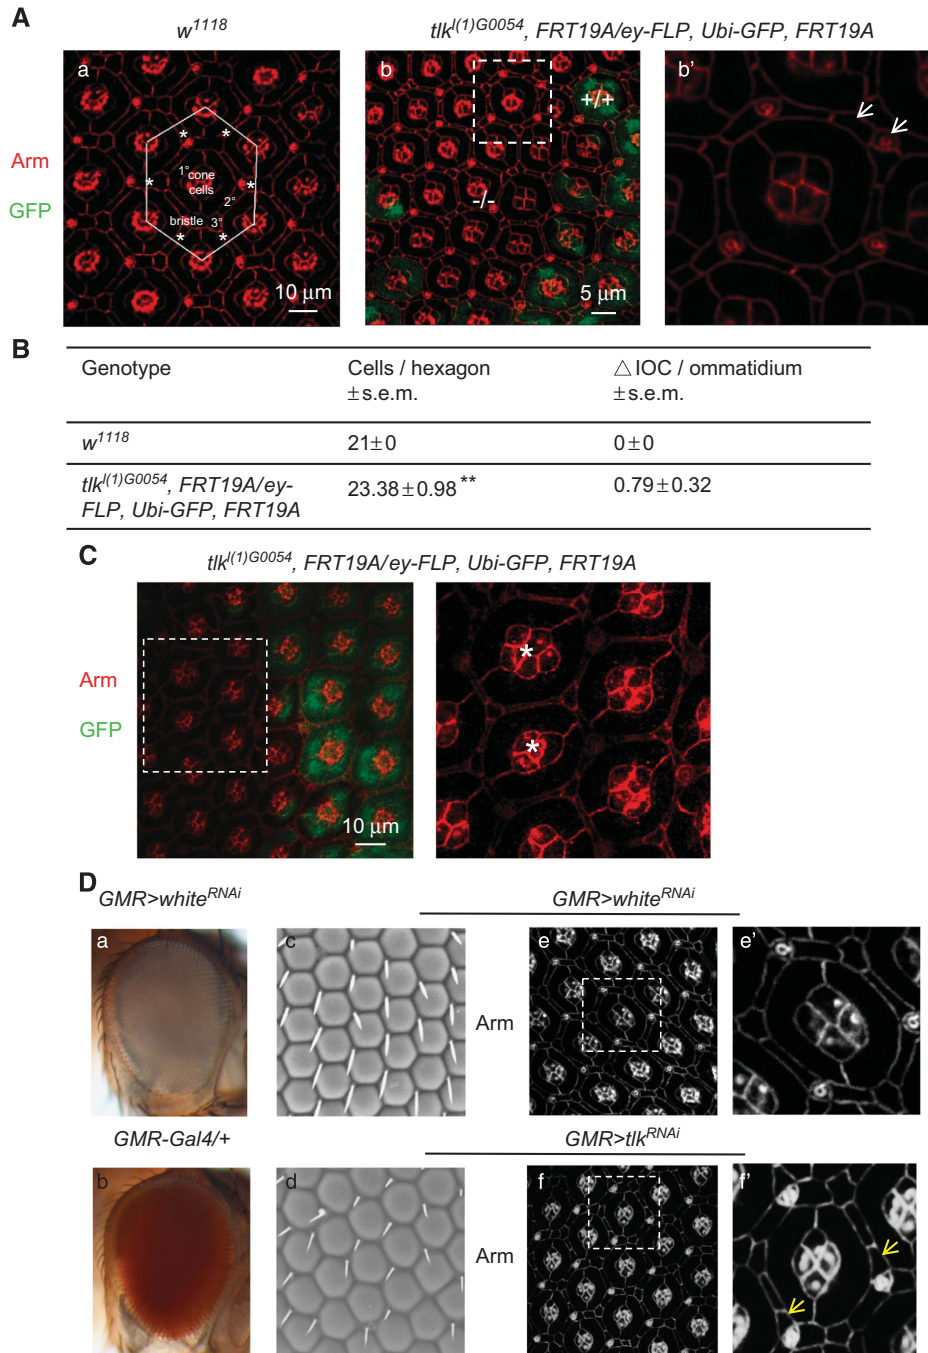 A
w1118
tlk l(1)G0054, FRT19A/ey-FLP, Ubi-GFP, FRT19A
Arm
GFP
a
*
*
*
*
*
*
1°
cone
cells
2°
bristle
3°
10 μm
b
+/+
-/-
5 μm
b'
B
Genotype
Cells / hexagon
±s.e.m.
△IOC / ommatidium
±s.e.m.
w1118
21±0
0±0
tlk l(1)G0054, FRT19A/ey-
FLP, Ubi-GFP, FRT19A
23.38±0.98**
0.79±0.32
C
tlk l(1)G0054, FRT19A/ey-FLP, Ubi-GFP, FRT19A
Arm
GFP
10 μm
*
*
D
GMR>whiteRNAi
GMR>whiteRNAi
a
c
Arm
e
e'
GMR-Gal4/+
GMR>tlkRNAi
b
d
Arm
f
f'